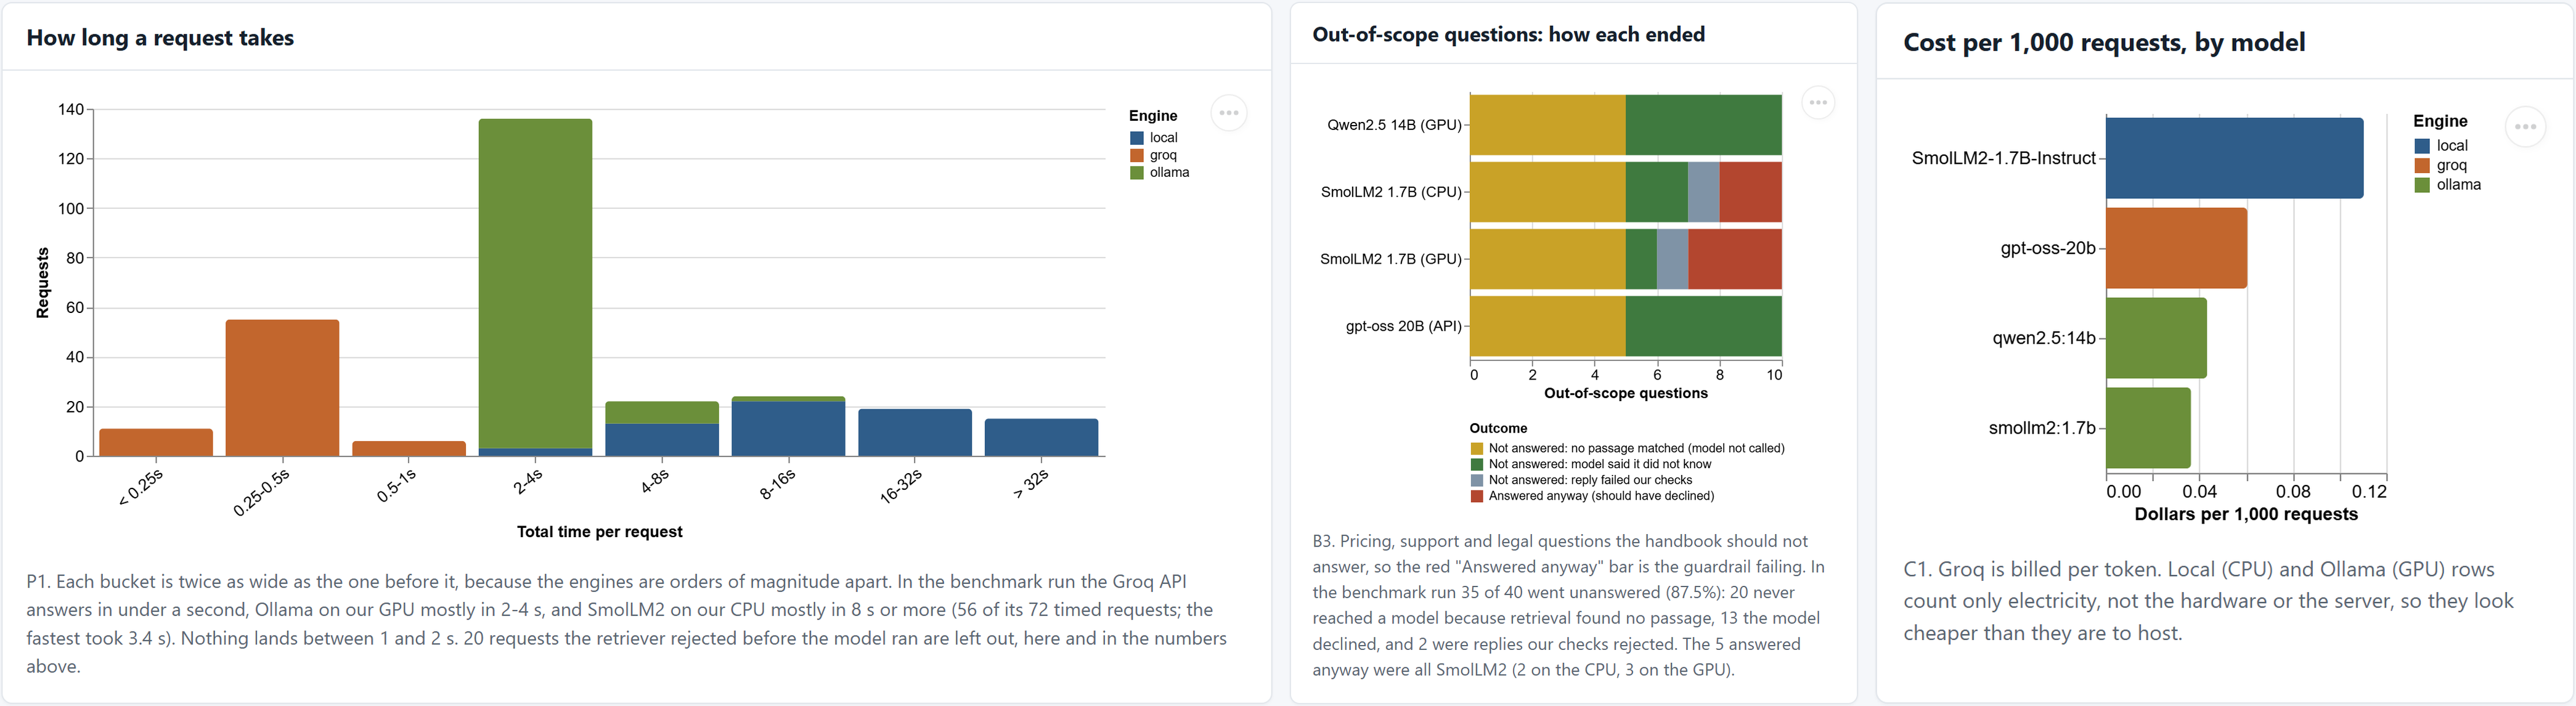 How long a request takes
140
120
100
80
60
40
20
0
Requests
< 0.25s
0.25-0.5s
0.5-1s
2-4s
4-8s
8-16s
16-32s
> 32s
Total time per request
Engine
local
groq
ollama
P1. Each bucket is twice as wide as the one before it, because the engines are orders of magnitude apart. In the benchmark run the Groq API
answers in under a second, Ollama on our GPU mostly in 2-4 s, and SmolLM2 on our CPU mostly in 8 s or more (56 of its 72 timed requests; the
fastest took 3.4 s). Nothing lands between 1 and 2 s. 20 requests the retriever rejected before the model ran are left out, here and in the numbers
above.
Out-of-scope questions: how each ended
Qwen2.5 14B (GPU)
SmolLM2 1.7B (CPU)
SmolLM2 1.7B (GPU)
gpt-oss 20B (API)
0 2 4 6 8 10
Out-of-scope questions
Outcome
Not answered: no passage matched (model not called)
Not answered: model said it did not know
Not answered: reply failed our checks
Answered anyway (should have declined)
B3. Pricing, support and legal questions the handbook should not
answer, so the red "Answered anyway" bar is the guardrail failing. In
the benchmark run 35 of 40 went unanswered (87.5%): 20 never
reached a model because retrieval found no passage, 13 the model
declined, and 2 were replies our checks rejected. The 5 answered
anyway were all SmolLM2 (2 on the CPU, 3 on the GPU).
Cost per 1,000 requests, by model
SmolLM2-1.7B-Instruct
gpt-oss-20b
qwen2.5:14b
smollm2:1.7b
0.00 0.04 0.08 0.12
Dollars per 1,000 requests
Engine
local
groq
ollama
C1. Groq is billed per token. Local (CPU) and Ollama (GPU) rows
count only electricity, not the hardware or the server, so they look
cheaper than they are to host.